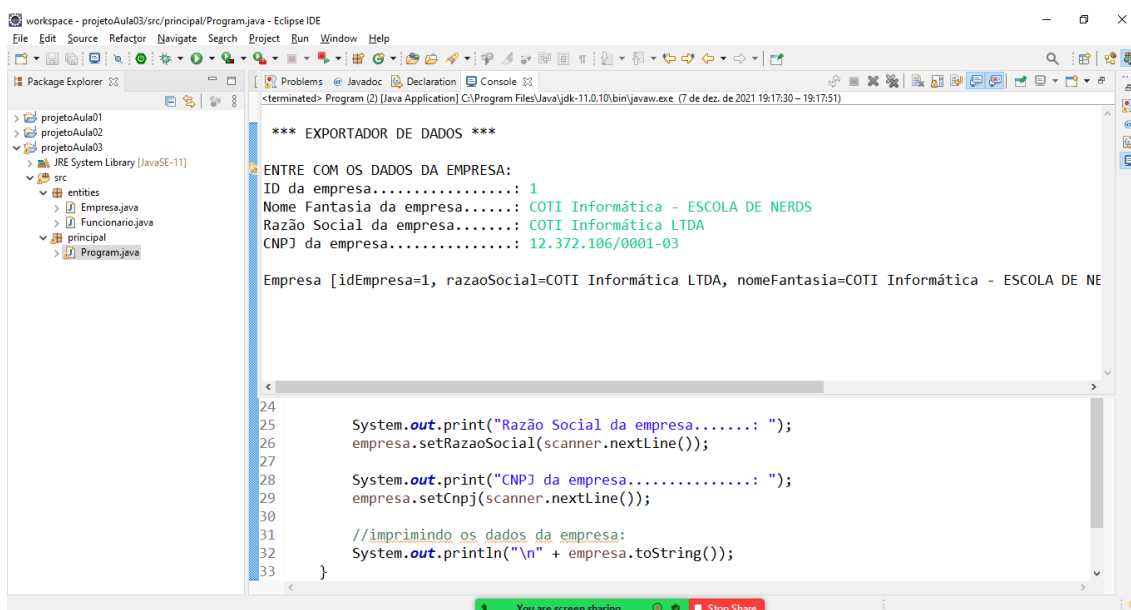 workspace - projetoAula03/src/principal/Program.java - Eclipse IDE
File Edit Source Refactor Navigate Search Project Run Window Help
Package Explorer
Problems @ Javadoc Declaration Console
<terminated> Program (2) [Java Application] C:\Program Files\Java\jdk-11.0.10\bin\javaw.exe (7 de dez. de 2021 19:17:30 – 19:17:51)
projetoAula01
projetoAula02
projetoAula03
JRE System Library [JavaSE-11]
src
entities
Empresa.java
Funcionario.java
principal
Program.java
*** EXPORTADOR DE DADOS ***
ENTRE COM OS DADOS DA EMPRESA:
ID da empresa.................: 1
Nome Fantasia da empresa......: COTI Informática - ESCOLA DE NERDS
Razão Social da empresa.......: COTI Informática LTDA
CNPJ da empresa...............: 12.372.106/0001-03
Empresa [idEmpresa=1, razaoSocial=COTI Informática LTDA, nomeFantasia=COTI Informática - ESCOLA DE NE
24
25 System.out.print("Razão Social da empresa.......: ");
26 empresa.setRazaoSocial(scanner.nextLine());
27
28 System.out.print("CNPJ da empresa...............: ");
29 empresa.setCnpj(scanner.nextLine());
30
31 //imprimindo os dados da empresa:
32 System.out.println("\n" + empresa.toString());
33 }
You are screen sharing Stop Share